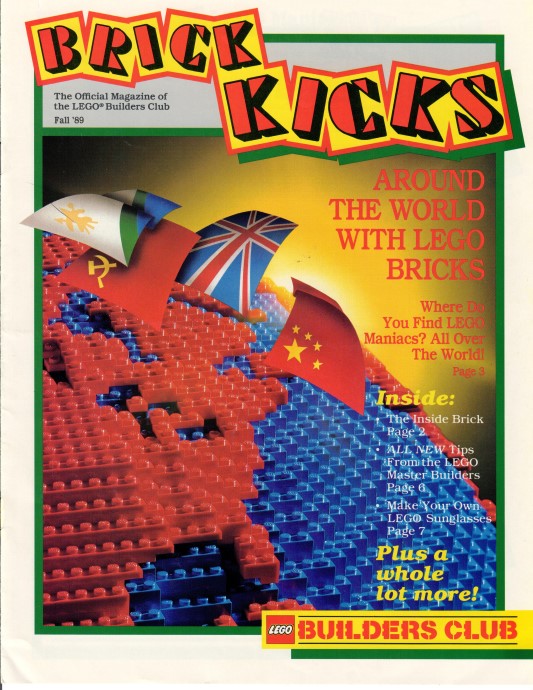 BRICK
KICKS
The Official Magazine of
the LEGO® Builders Club
Fall '89
AROUND
THE WORLD
WITH LEGO
BRICKS
Where Do
You Find LEGO
Maniacs? All Over
The World!
Page 3
Inside:
• The Inside Brick
Page 2
• ALL NEW Tips
From the LEGO
Master Builders
Page 6
• Make Your Own
LEGO Sunglasses
Page 7
Plus a
whole
lot more!
LEGO BUILDERS CLUB